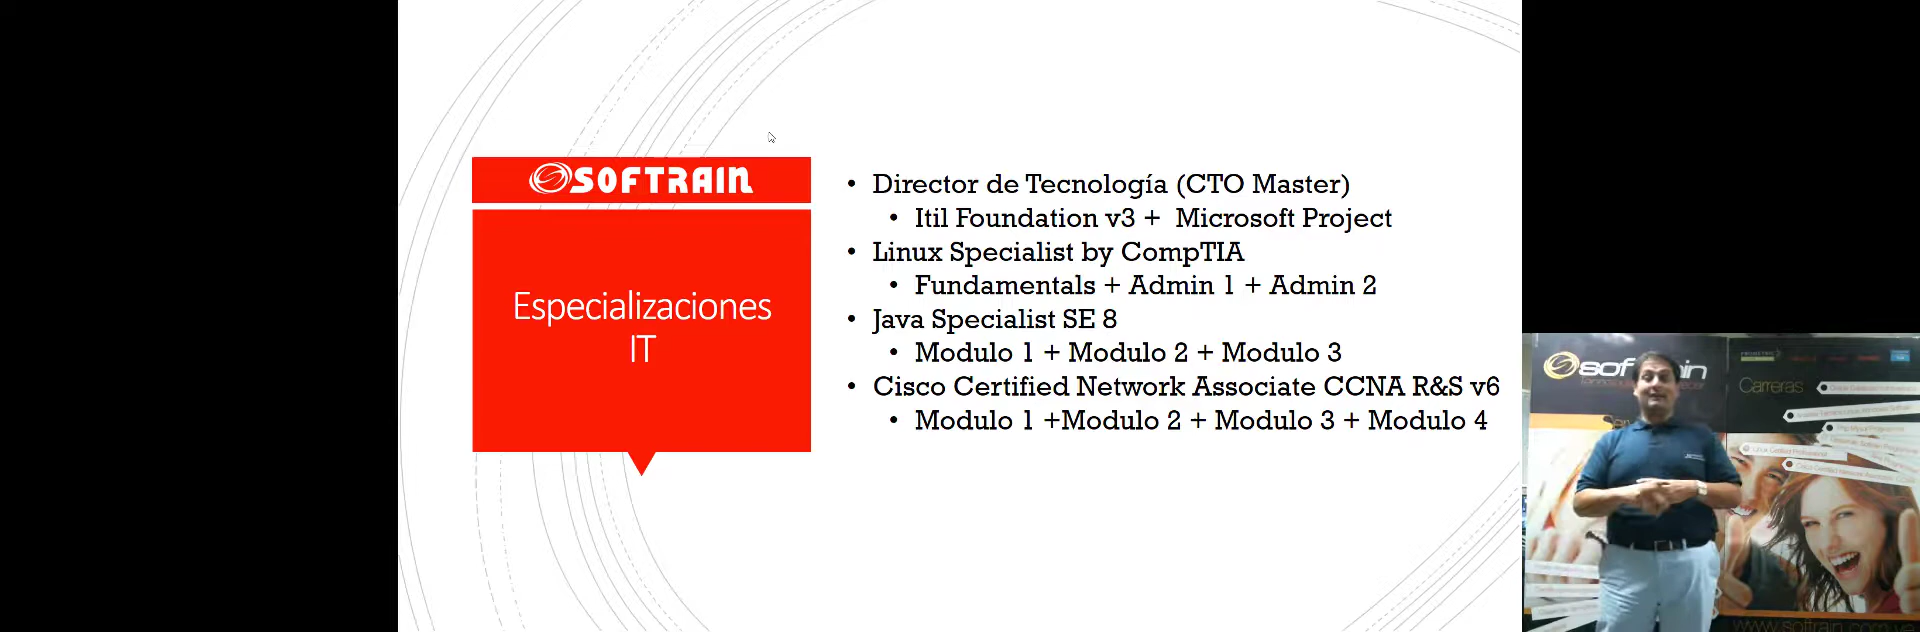 SOFTRAIN
Especializaciones
IT
• Director de Tecnología (CTO Master)
• Itil Foundation v3 + Microsoft Project
• Linux Specialist by CompTIA
• Fundamentals + Admin 1 + Admin 2
• Java Specialist SE 8
• Modulo 1 + Modulo 2 + Modulo 3
• Cisco Certified Network Associate CCNA R&S v6
• Modulo 1 +Modulo 2 + Modulo 3 + Modulo 4
Carreras